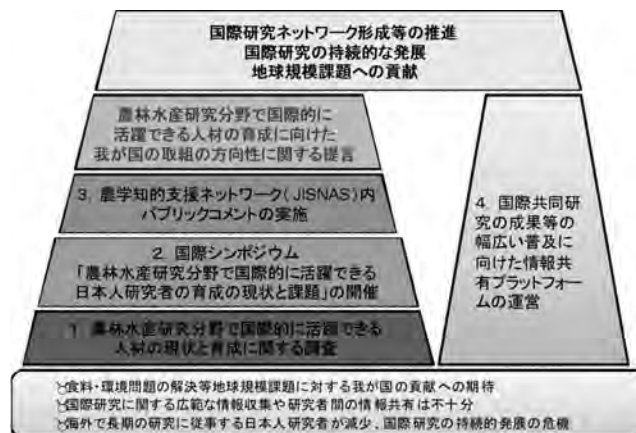 国際研究ネットワーク形成等の推進
国際研究の持続的な発展
地球規模課題への貢献
農林水産研究分野で国際的に
活躍できる人材の育成に向けた
我が国の取組の方向性に関する提言
3. 農学知的支援ネットワーク(JISNAS)内
パブリックコメントの実施
2. 国際シンポジウム
「農林水産研究分野で国際的に活躍できる
日本人研究者の育成の現状と課題」の開催
1. 農林水産研究分野で国際的に活躍できる
人材の現状と育成に関する調査
4. 国際共同研
究の成果等の
幅広い普及に
向けた情報共
有プラットフォー
ムの運営
食料・環境問題の解決等地球規模課題に対する我が国の貢献への期待
国際研究に関する広範な情報収集や研究者間の情報共有は不十分
海外で長期の研究に従事する日本人研究者が減少、国際研究の持続的発展の危機